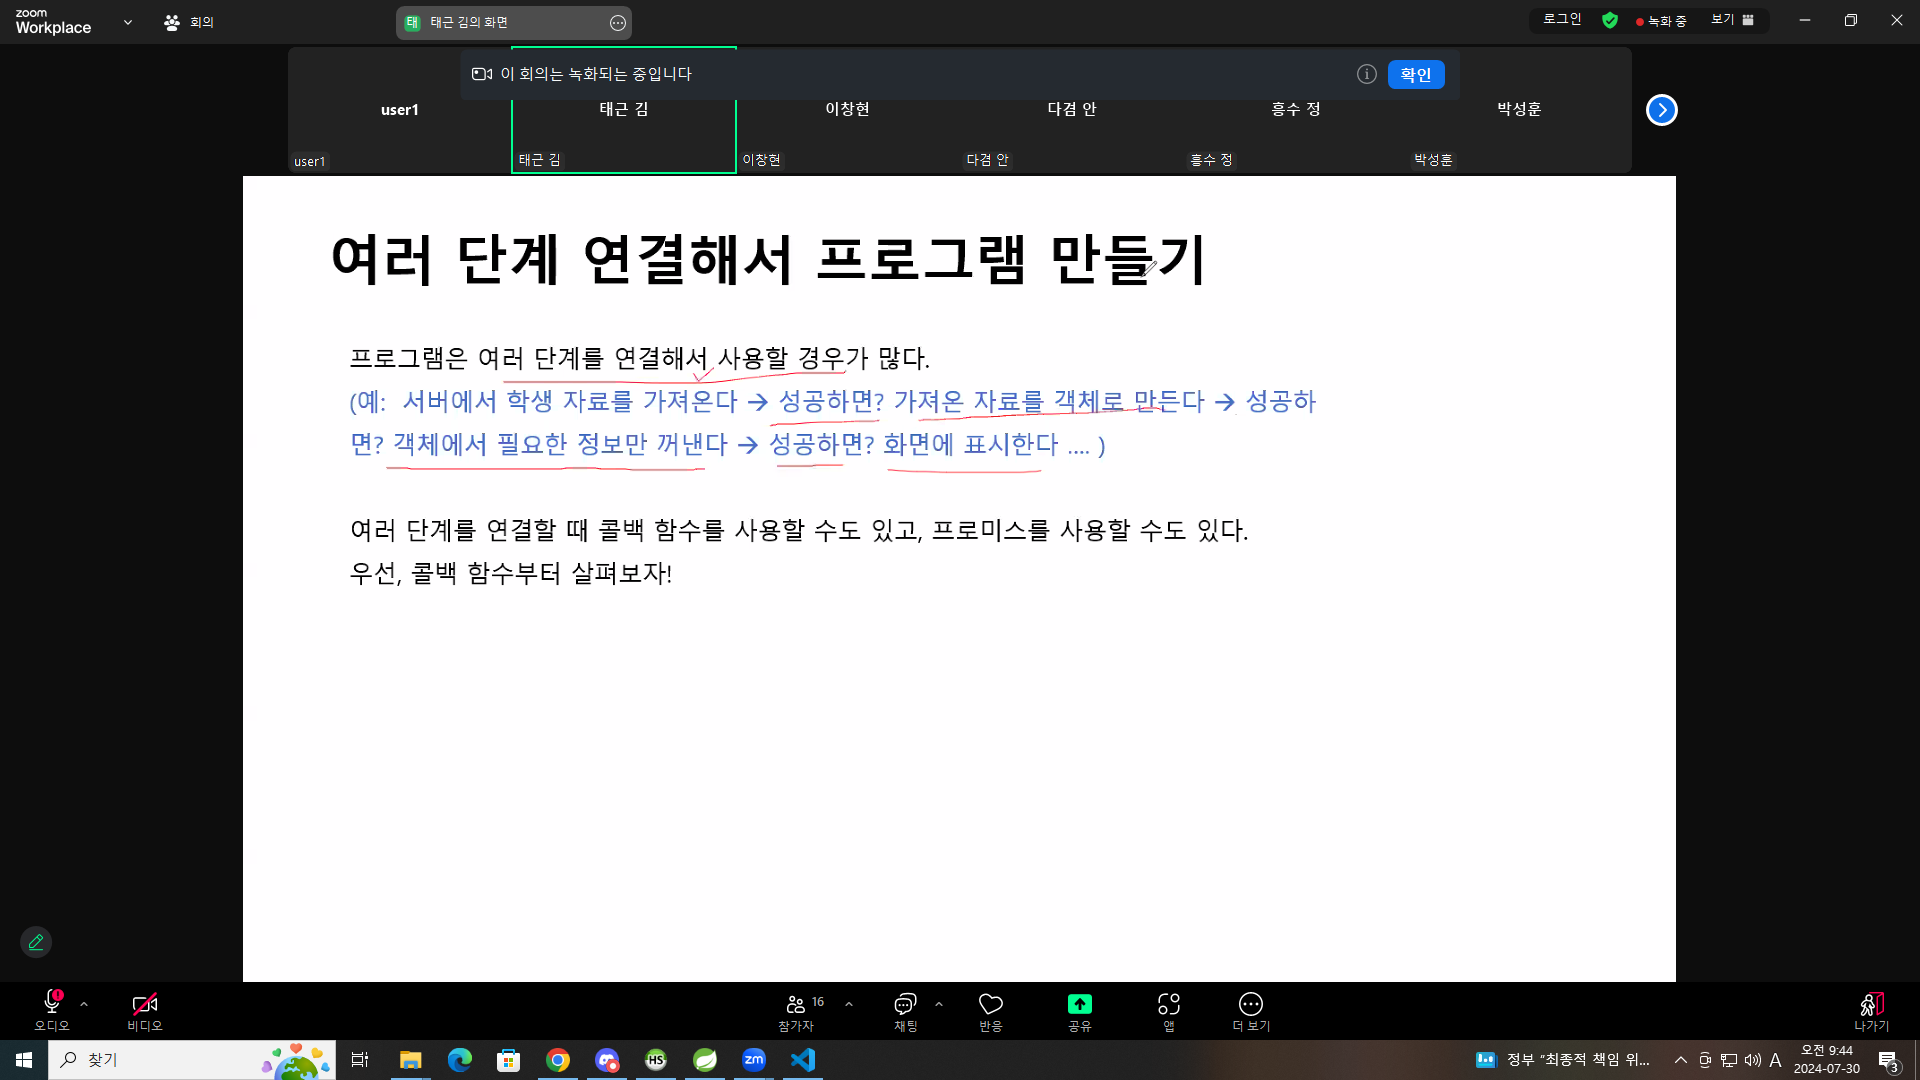 zoom
Workplace
회의
태 태근 김의 화면
로그인
녹화 중
보기
이 회의는 녹화되는 중입니다
확인
user1
태근 김
이창현
다겸 안
흥수 정
박성훈
user1
태근 김
이창현
다겸 안
흥수 정
박성훈
여러 단계 연결해서 프로그램 만들기
프로그램은 여러 단계를 연결해서 사용할 경우가 많다.
(예: 서버에서 학생 자료를 가져온다 → 성공하면? 가져온 자료를 객체로 만든다 → 성공하
면? 객체에서 필요한 정보만 꺼낸다 → 성공하면? 화면에 표시한다 .... )
여러 단계를 연결할 때 콜백 함수를 사용할 수도 있고, 프로미스를 사용할 수도 있다.
우선, 콜백 함수부터 살펴보자!
오디오
비디오
참가자
16
채팅
반응
공유
앱
더 보기
나가기
찾기
HS
zm
정부 “최종적 책임 위...
A
오전 9:44
2024-07-30
3